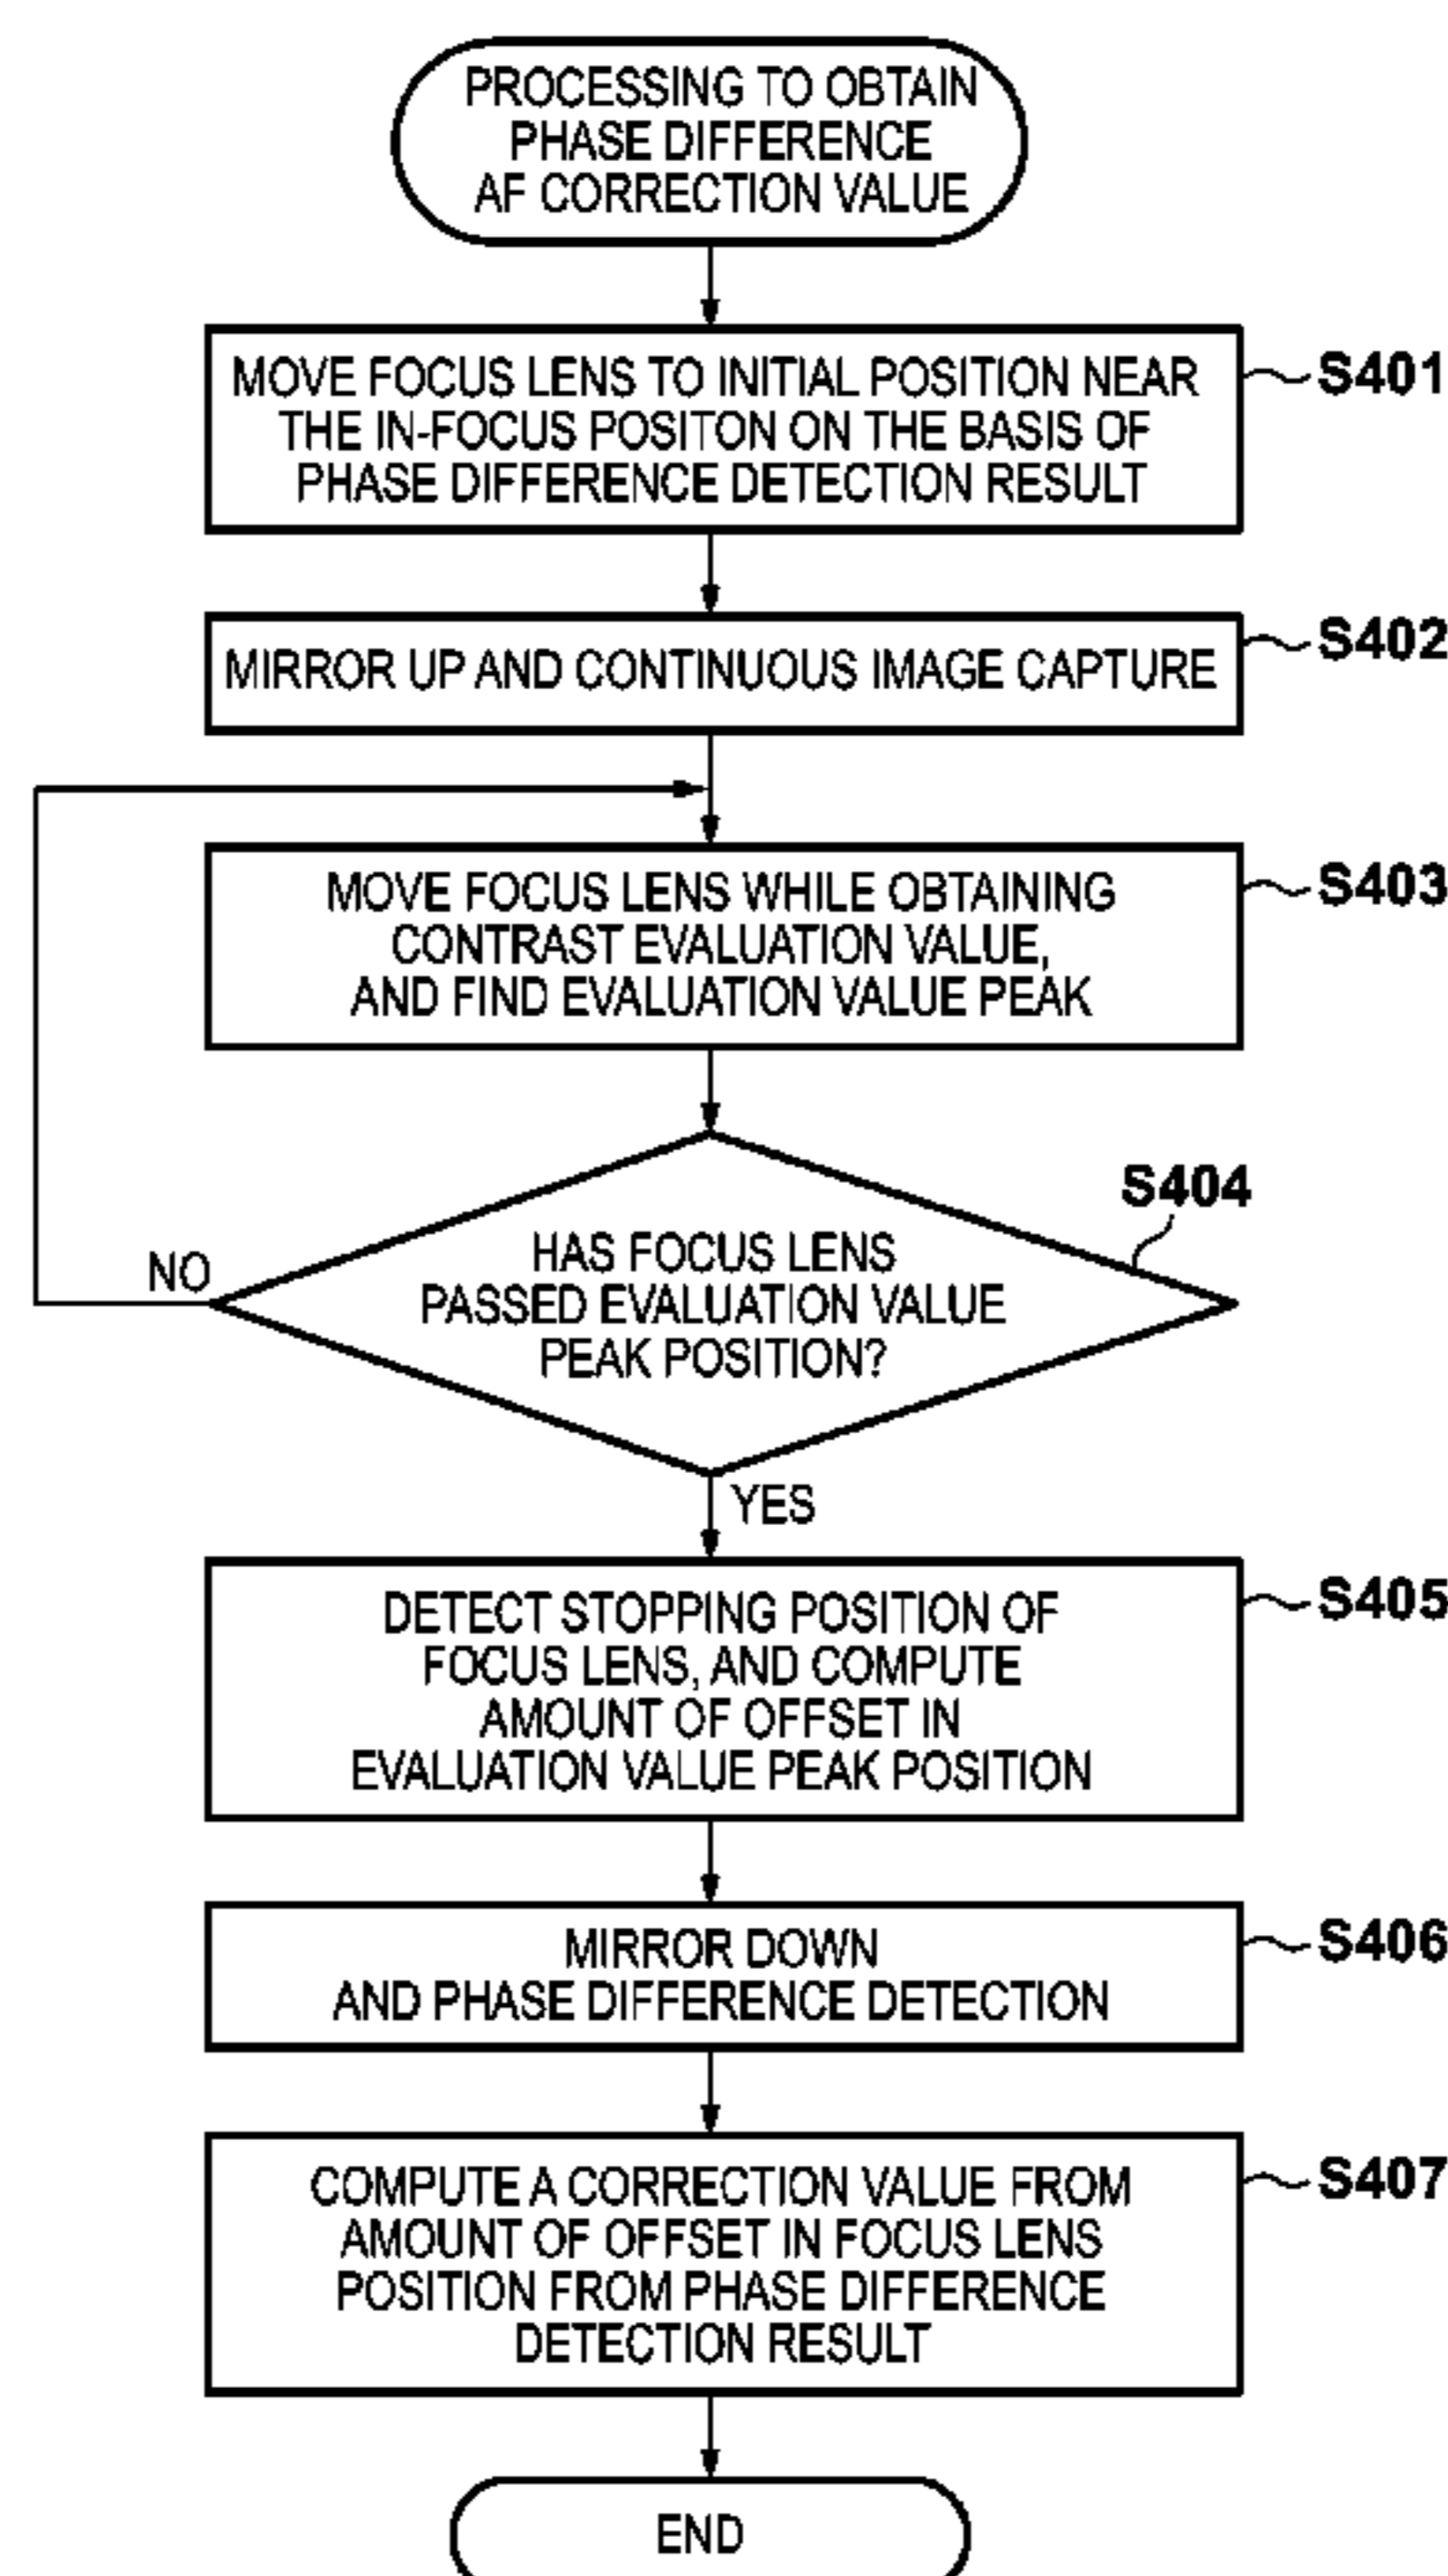 PROCESSING TO OBTAIN
PHASE DIFFERENCE
AF CORRECTION VALUE
MOVE FOCUS LENS TO INITIAL POSITION NEAR
THE IN-FOCUS POSITON ON THE BASIS OF
PHASE DIFFERENCE DETECTION RESULT
S401
MIRROR UP AND CONTINUOUS IMAGE CAPTURE
S402
MOVE FOCUS LENS WHILE OBTAINING
CONTRAST EVALUATION VALUE,
AND FIND EVALUATION VALUE PEAK
S403
S404
HAS FOCUS LENS
PASSED EVALUATION VALUE
PEAK POSITION?
NO
YES
DETECT STOPPING POSITION OF
FOCUS LENS, AND COMPUTE
AMOUNT OF OFFSET IN
EVALUATION VALUE PEAK POSITION
S405
MIRROR DOWN
AND PHASE DIFFERENCE DETECTION
S406
COMPUTE A CORRECTION VALUE FROM
AMOUNT OF OFFSET IN FOCUS LENS
POSITION FROM PHASE DIFFERENCE
DETECTION RESULT
S407
END